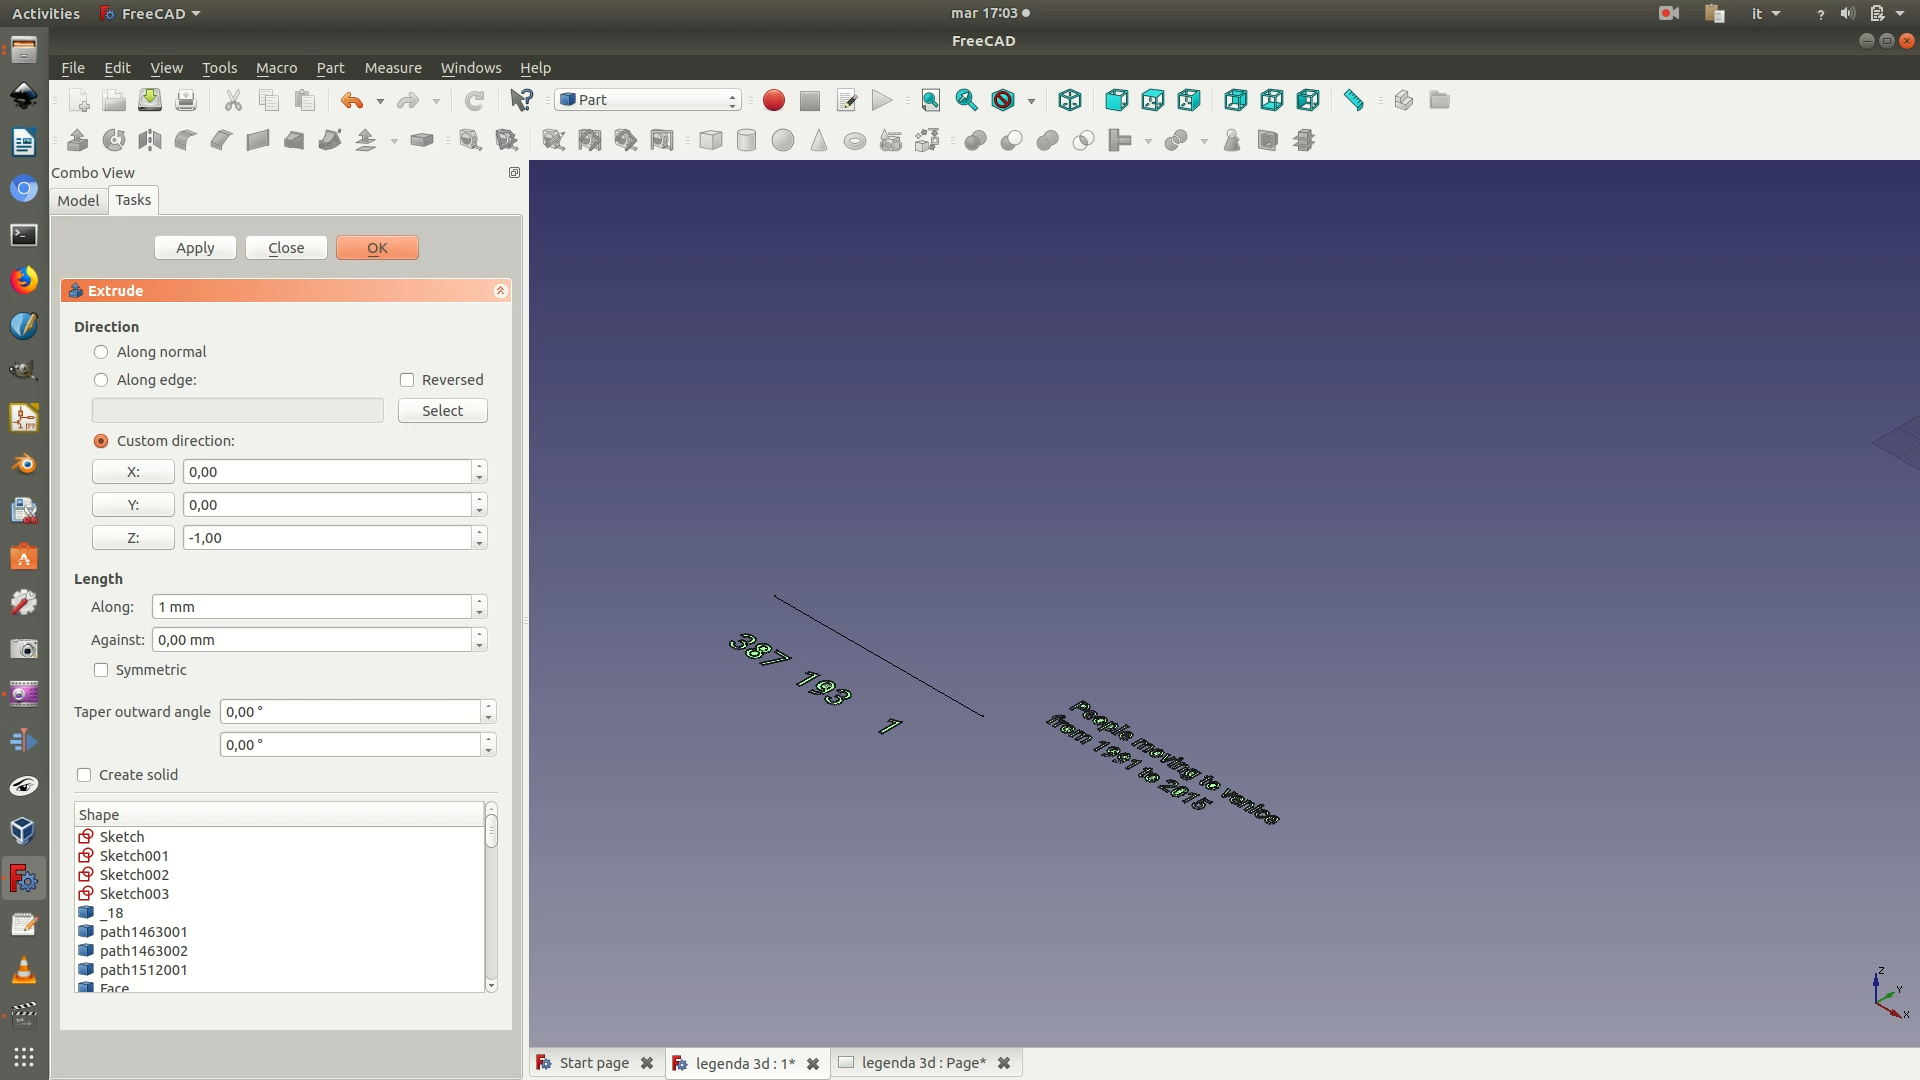 Activities FreeCAD mar 17:03 it ?
FreeCAD
File Edit View Tools Macro Part Measure Windows Help
Part
Combo View
Model Tasks
Apply Close OK
Extrude
Direction
Along normal
Along edge: Reversed
Select
Custom direction:
X: 0,00
Y: 0,00
Z: -1,00
Length
Along: 1 mm
Against: 0,00 mm
Symmetric
Taper outward angle 0,00 °
0,00 °
Create solid
Shape
Sketch
Sketch001
Sketch002
Sketch003
_18
path1463001
path1463002
path1512001
Face
387 193 1
People moving to venice
from 1991 to 2015
Z
Y
X
Start page legenda 3d : 1* legenda 3d : Page*